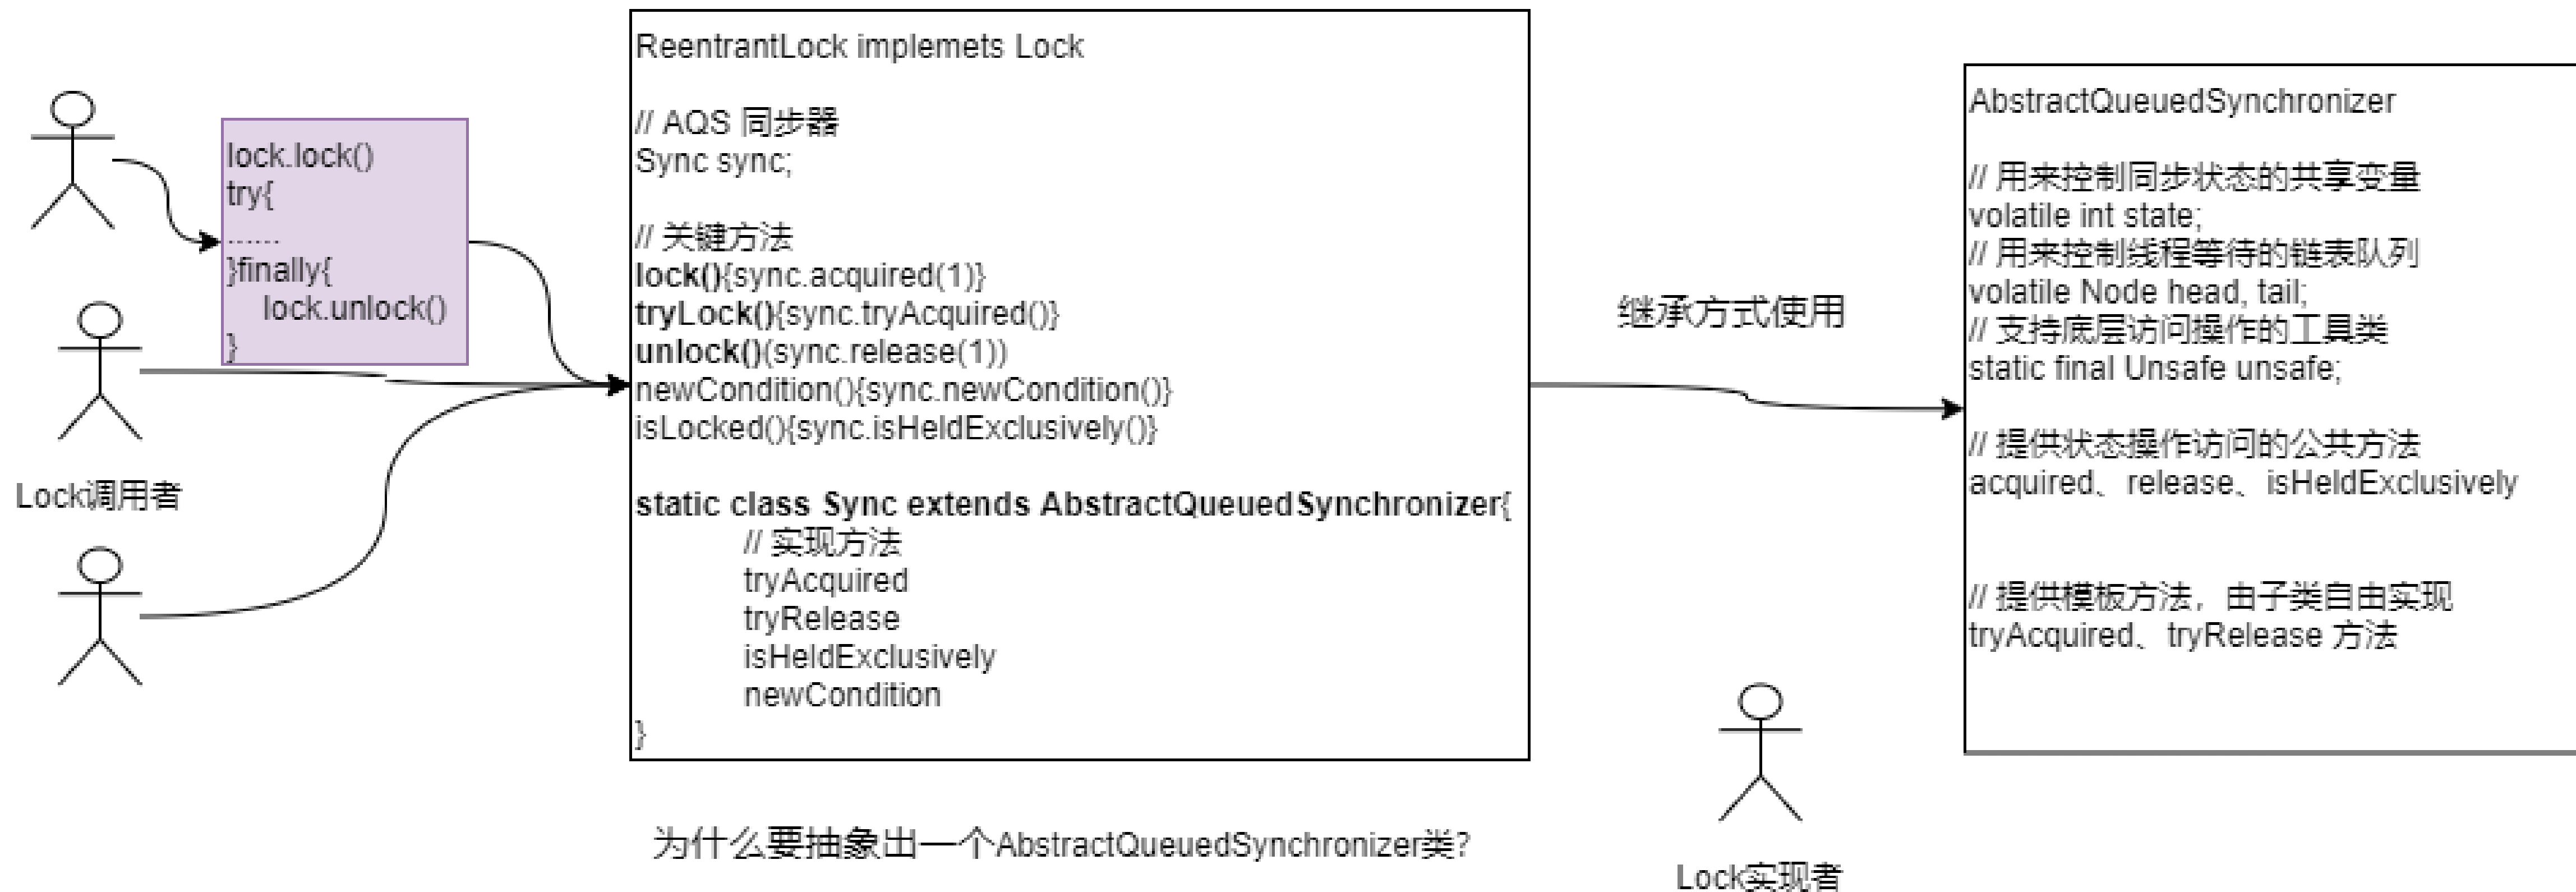 lock.lock()
try{
......
}finally{
lock.unlock()
}
Lock调用者
ReentrantLock implemets Lock
// AQS 同步器
Sync sync;
// 关键方法
lock(){sync.acquired(1)}
tryLock(){sync.tryAcquired()}
unlock()(sync.release(1))
newCondition(){sync.newCondition()}
isLocked(){sync.isHeldExclusively()}
static class Sync extends AbstractQueuedSynchronizer{
// 实现方法
tryAcquired
tryRelease
isHeldExclusively
newCondition
}
为什么要抽象出一个AbstractQueuedSynchronizer类?
继承方式使用
Lock实现者
AbstractQueuedSynchronizer
// 用来控制同步状态的共享变量
volatile int state;
// 用来控制线程等待的链表队列
volatile Node head, tail;
// 支持底层访问操作的工具类
static final Unsafe unsafe;
// 提供状态操作访问的公共方法
acquired、release、isHeldExclusively
// 提供模板方法，由子类自由实现
tryAcquired、tryRelease 方法